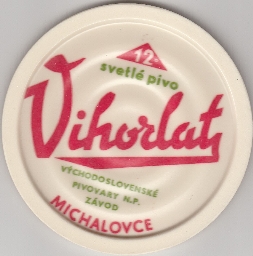 12%
svetlé pivo
Vihorlat
VÝCHODOSLOVENSKÉ
PIVOVARY N.P.
ZÁVOD
MICHALOVCE